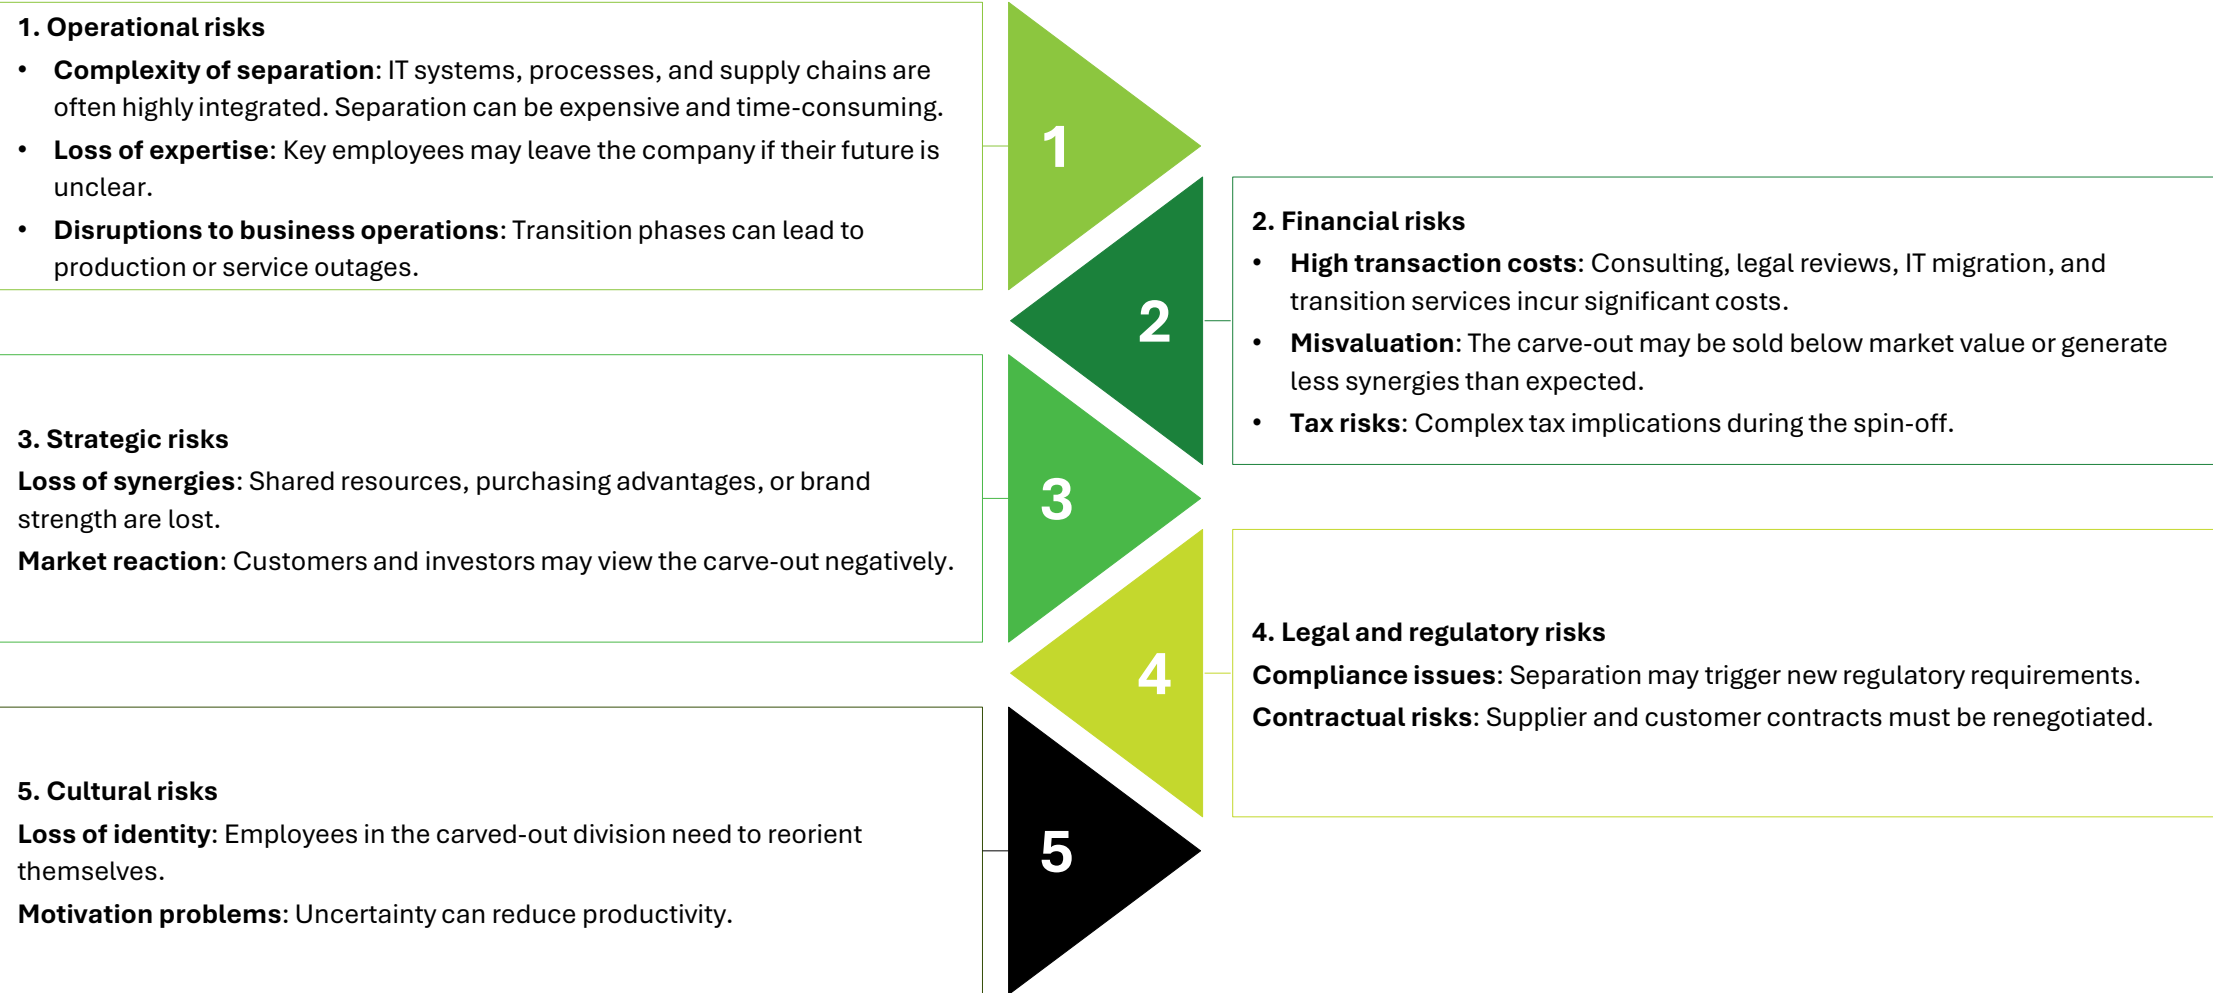 1. Operational risks
• Complexity of separation: IT systems, processes, and supply chains are
often highly integrated. Separation can be expensive and time-consuming.
• Loss of expertise: Key employees may leave the company if their future is
unclear.
• Disruptions to business operations: Transition phases can lead to
production or service outages.
1
2. Financial risks
• High transaction costs: Consulting, legal reviews, IT migration, and
transition services incur significant costs.
• Misvaluation: The carve-out may be sold below market value or generate
less synergies than expected.
• Tax risks: Complex tax implications during the spin-off.
2
3. Strategic risks
Loss of synergies: Shared resources, purchasing advantages, or brand
strength are lost.
Market reaction: Customers and investors may view the carve-out negatively.
3
4. Legal and regulatory risks
Compliance issues: Separation may trigger new regulatory requirements.
Contractual risks: Supplier and customer contracts must be renegotiated.
4
5. Cultural risks
Loss of identity: Employees in the carved-out division need to reorient
themselves.
Motivation problems: Uncertainty can reduce productivity.
5